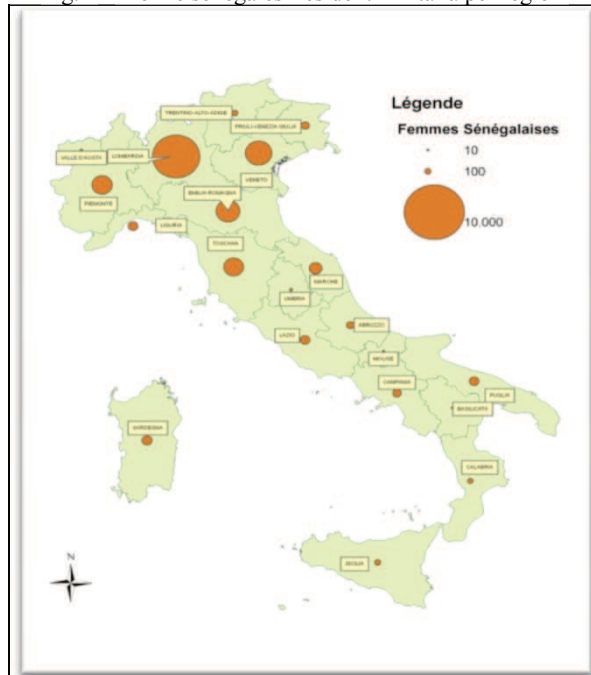 Légende
Femmes Sénégalaises
10
100
10.000
TRENTINO-ALTO-ADIGE
FRIULI-VENEZIA-GIULIA
VALLE D'AOSTA
LOMBARDIA
VENETO
EMILIA-ROMAGNA
PIEMONTE
LIGURIA
TOSCANA
MARCHE
UMBRIA
ABRUZZO
LAZIO
MOLISE
CAMPANIA
PUGLIA
BASILICATA
SARDEGNA
CALABRIA
SICILIA
N